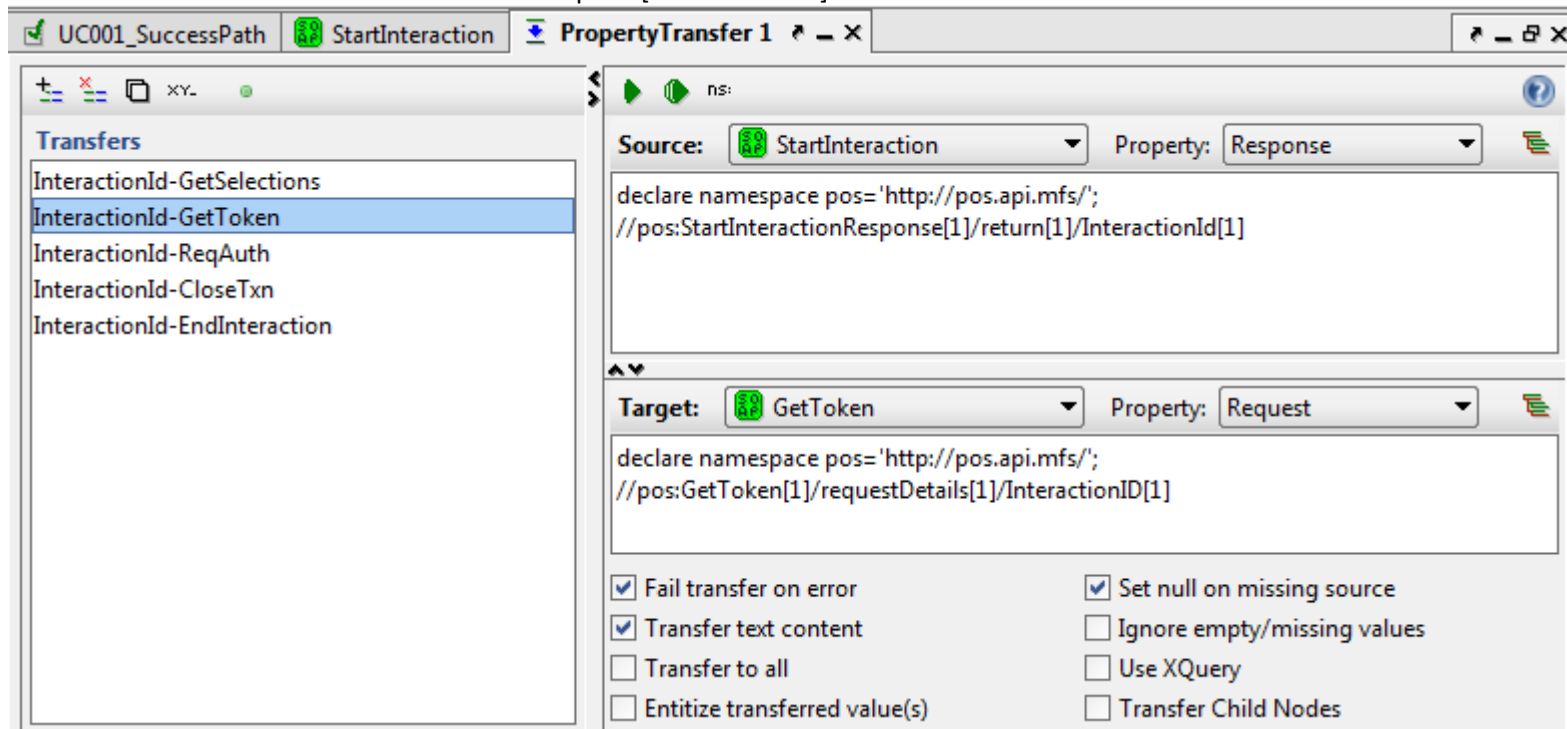 UC001_SuccessPath StartInteraction PropertyTransfer 1
XY- ns:
Transfers
InteractionId-GetSelections
InteractionId-GetToken
InteractionId-ReqAuth
InteractionId-CloseTxn
InteractionId-EndInteraction
Source: StartInteraction Property: Response
declare namespace pos='http://pos.api.mfs/';
//pos:StartInteractionResponse[1]/return[1]/InteractionId[1]
Target: GetToken Property: Request
declare namespace pos='http://pos.api.mfs/';
//pos:GetToken[1]/requestDetails[1]/InteractionID[1]
Fail transfer on error Set null on missing source
Transfer text content Ignore empty/missing values
Transfer to all Use XQuery
Entitize transferred value(s) Transfer Child Nodes